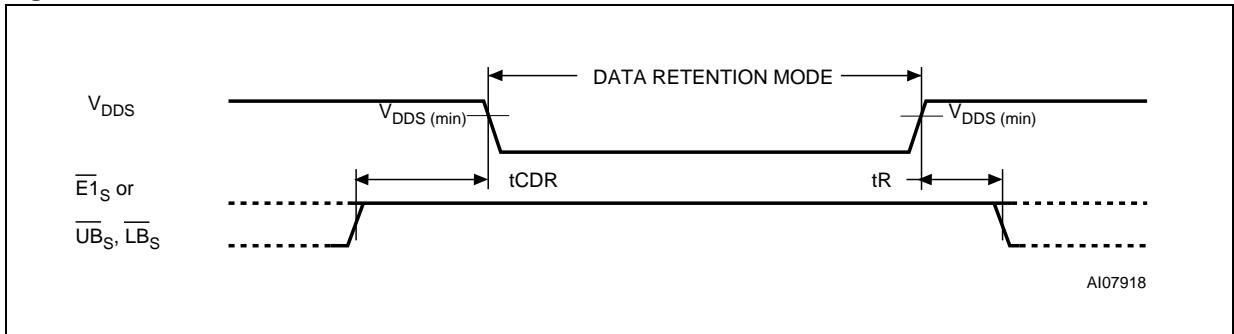 DATA RETENTION MODE
VDDS
VDDS (min)
VDDS (min)
E1S or
UBS, LBS
tCDR
tR
AI07918